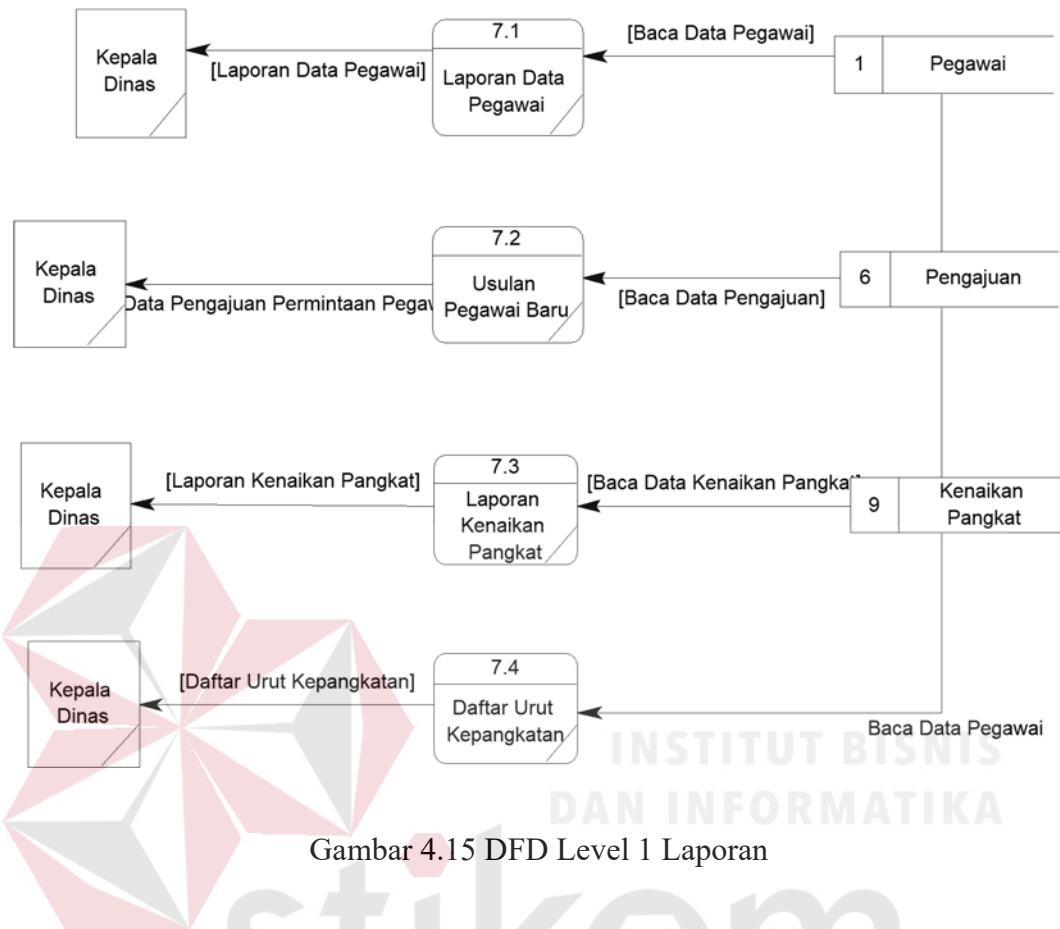 7.1
[Baca Data Pegawai]
Kepala
Dinas
[Laporan Data Pegawai]
Laporan Data
Pegawai
1
Pegawai
7.2
Kepala
Dinas
Data Pengajuan Permintaan
Usulan
Pegawai Baru
[Baca Data Pengajuan]
6
Pengajuan
7.3
[Laporan Kenaikan Pangkat]
[Baca Data Kenaikan Pangkat]
Kepala
Dinas
Laporan
Kenaikan
Pangkat
9
Kenaikan
Pangkat
7.4
[Daftar Urut Kepangkatan]
Kepala
Dinas
Daftar Urut
Kepangkatan
Baca Data Pegawai
INSTITUT BISNIS
DAN INFORMATIKA
Gambar 4.15 DFD Level 1 Laporan
stikom